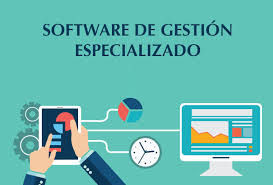 SOFTWARE DE GESTIÓN
ESPECIALIZADO